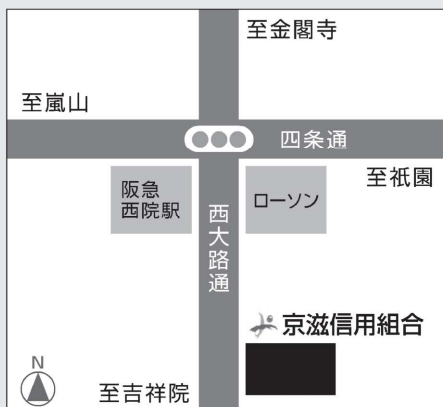 至金閣寺
至嵐山
四条通
至祇園
阪急
西院駅
西大路通
ローソン
京滋信用組合
N
至吉祥院